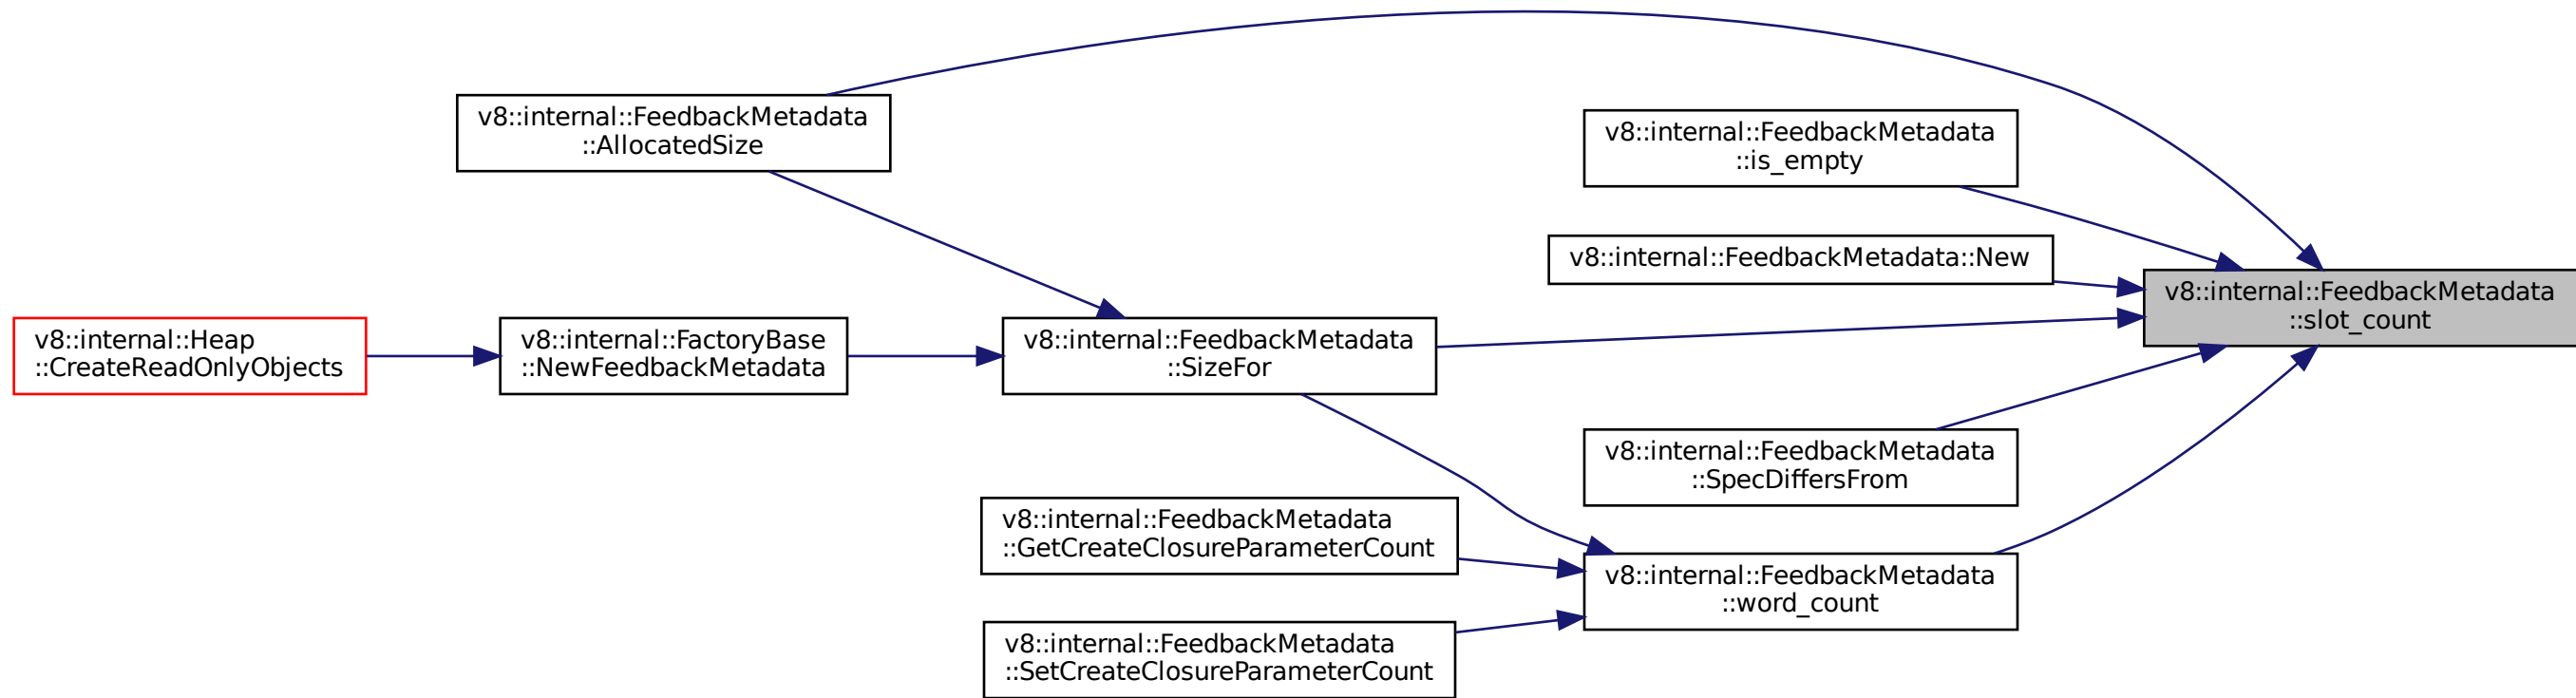 v8::internal::FeedbackMetadata
::AllocatedSize
v8::internal::FeedbackMetadata
::is_empty
v8::internal::FeedbackMetadata::New
v8::internal::FeedbackMetadata
::slot_count
v8::internal::Heap
::CreateReadOnlyObjects
v8::internal::FactoryBase
::NewFeedbackMetadata
v8::internal::FeedbackMetadata
::SizeFor
v8::internal::FeedbackMetadata
::SpecDiffersFrom
v8::internal::FeedbackMetadata
::GetCreateClosureParameterCount
v8::internal::FeedbackMetadata
::word_count
v8::internal::FeedbackMetadata
::SetCreateClosureParameterCount